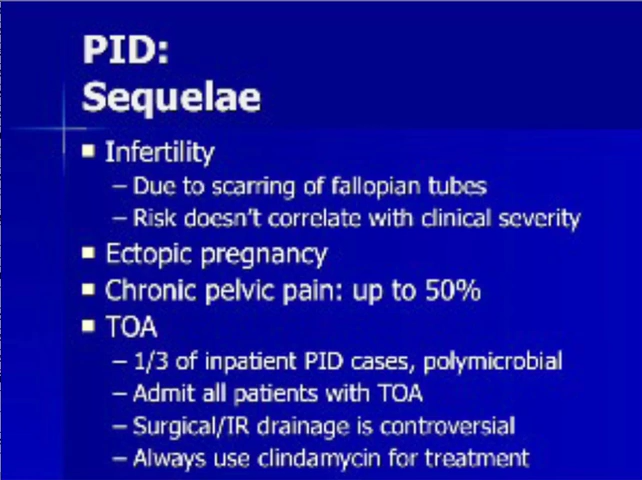 PID:
Sequelae
Infertility
– Due to scarring of fallopian tubes
– Risk doesn't correlate with clinical severity
Ectopic pregnancy
Chronic pelvic pain: up to 50%
TOA
– 1/3 of inpatient PID cases, polymicrobial
– Admit all patients with TOA
– Surgical/IR drainage is controversial
– Always use clindamycin for treatment